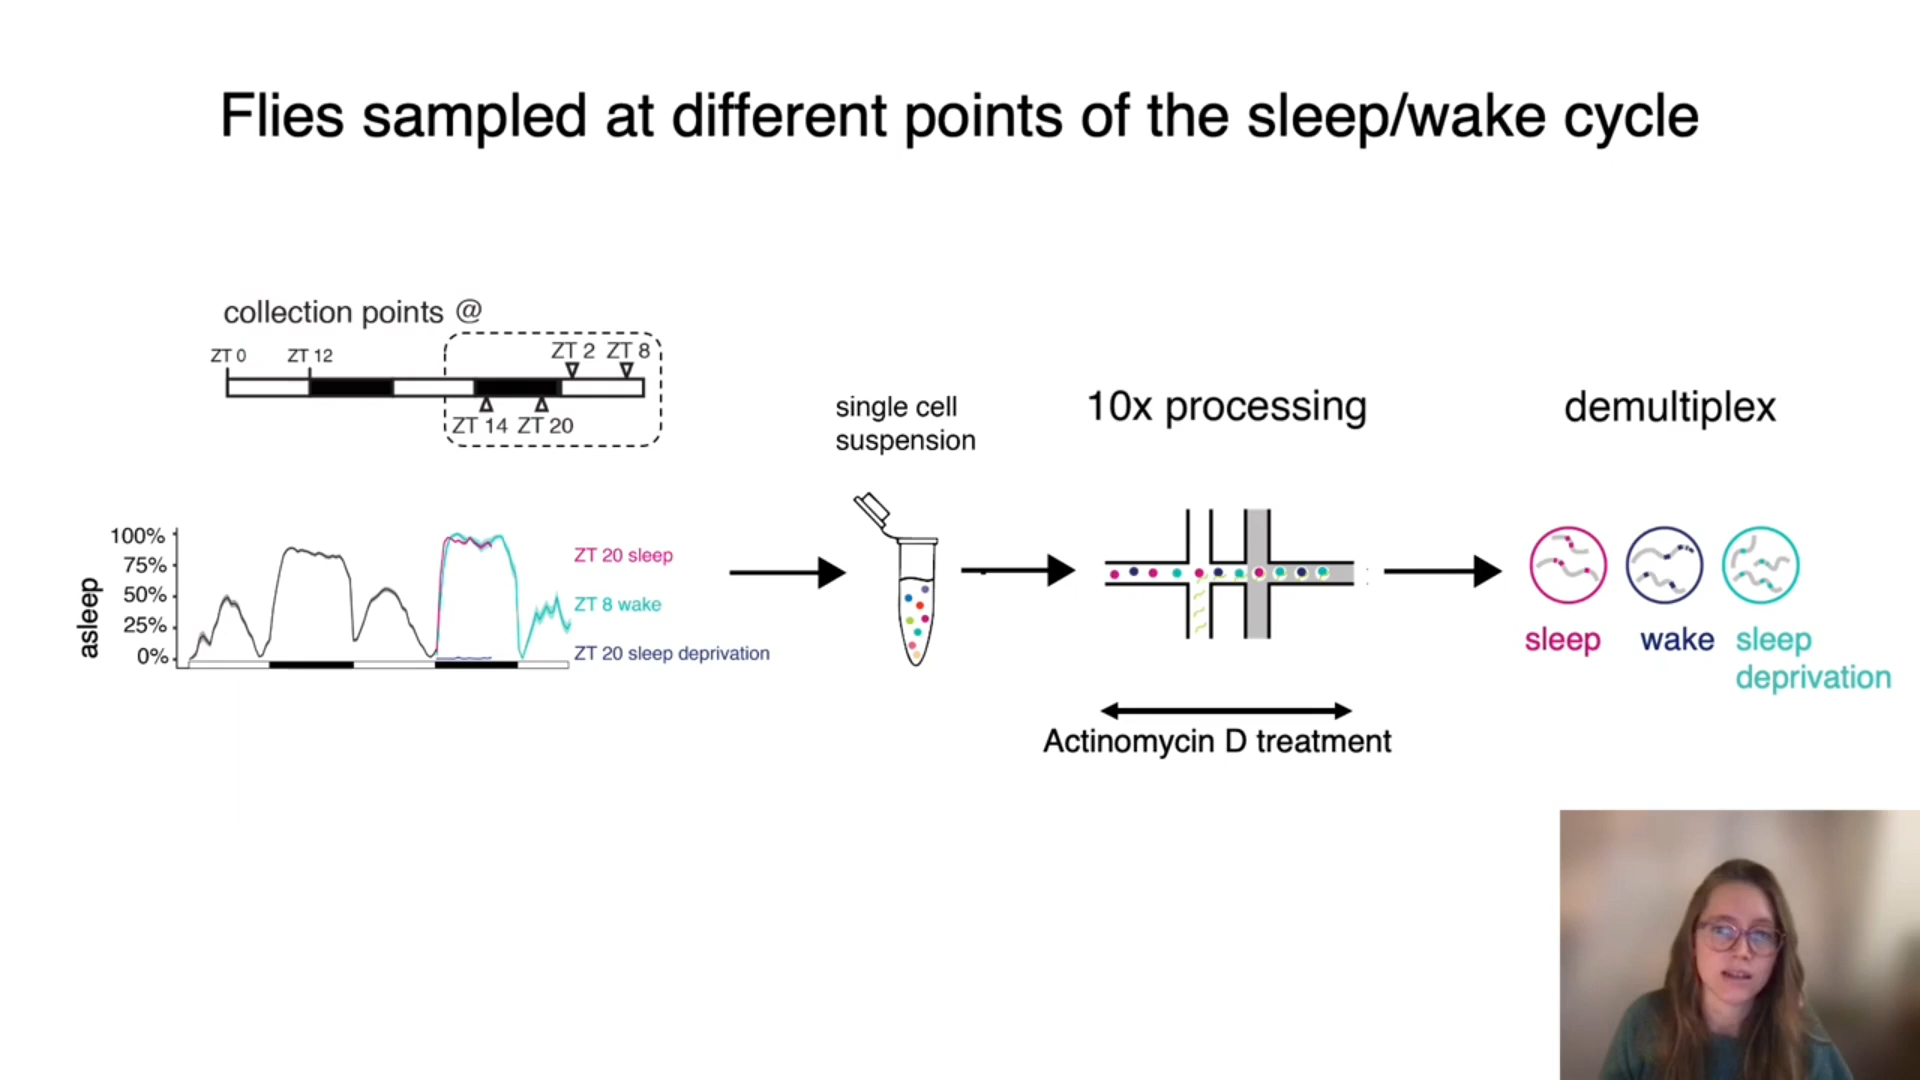 Flies sampled at different points of the sleep/wake cycle
collection points @
ZT 0
ZT 12
ZT 2
ZT 8
ZT 14
ZT 20
asleep
100%
75%
50%
25%
0%
ZT 20 sleep
ZT 8 wake
ZT 20 sleep deprivation
single cell
suspension
10x processing
Actinomycin D treatment
demultiplex
sleep
wake
sleep
deprivation